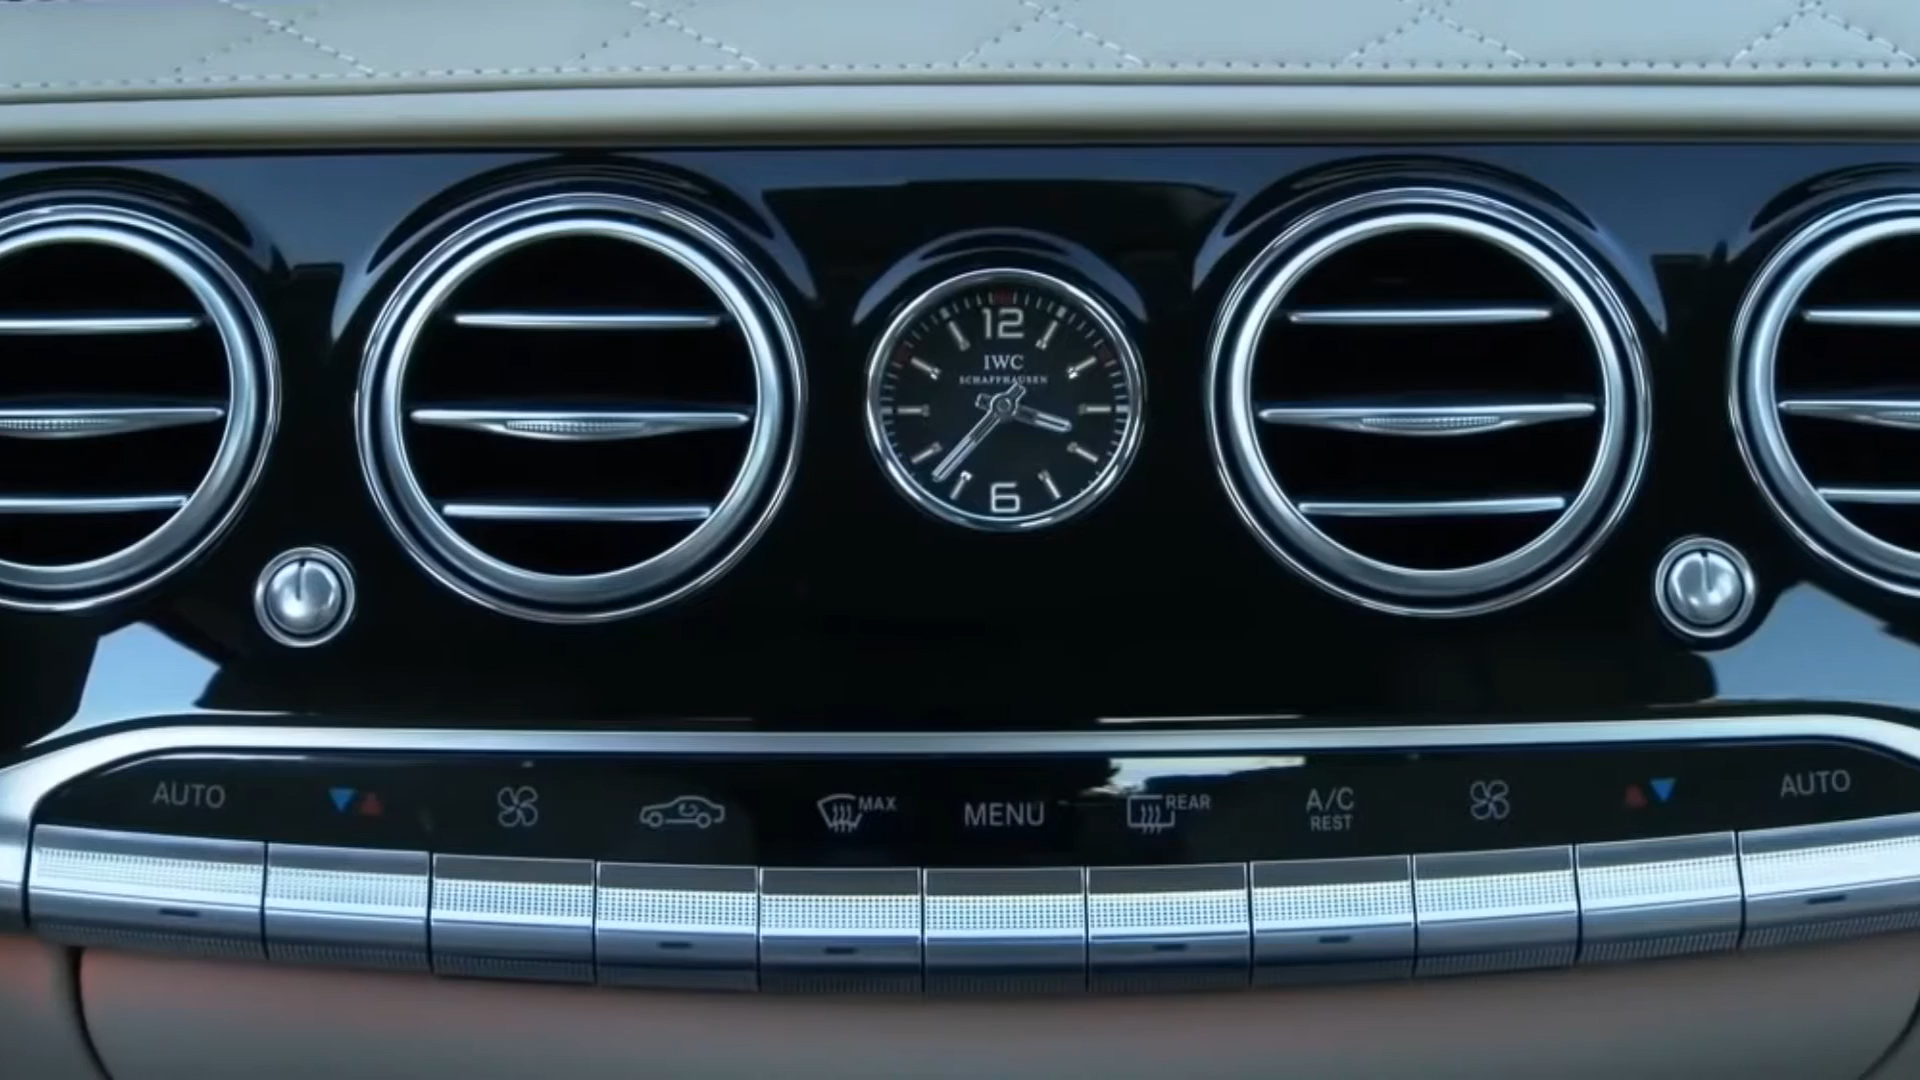 12
IWC
SCHAFFHAUSEN
6
AUTO
MAX
MENU
REAR
A/C
REST
AUTO